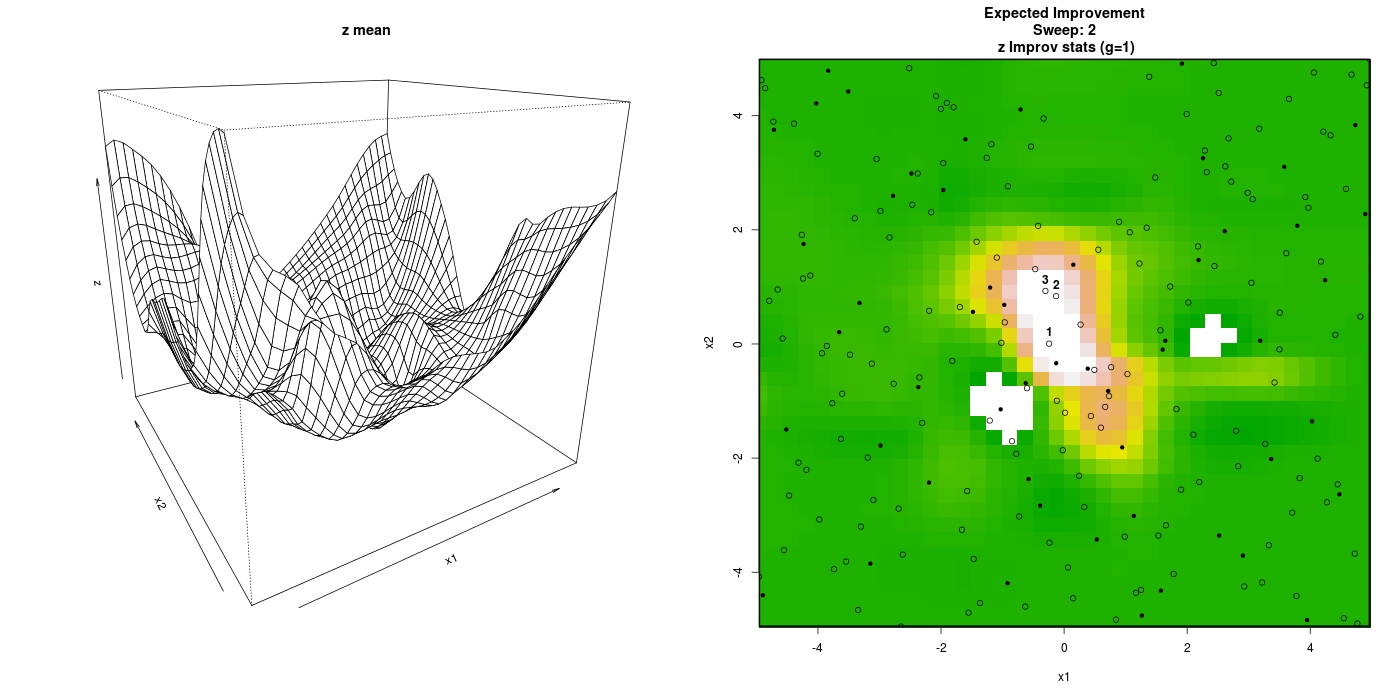 z mean
z
x2
x1
Expected Improvement
Sweep: 2
z Improv stats (g=1)
4
2
0
-2
-4
x2
3
2
1
-4
-2
0
2
4
x1